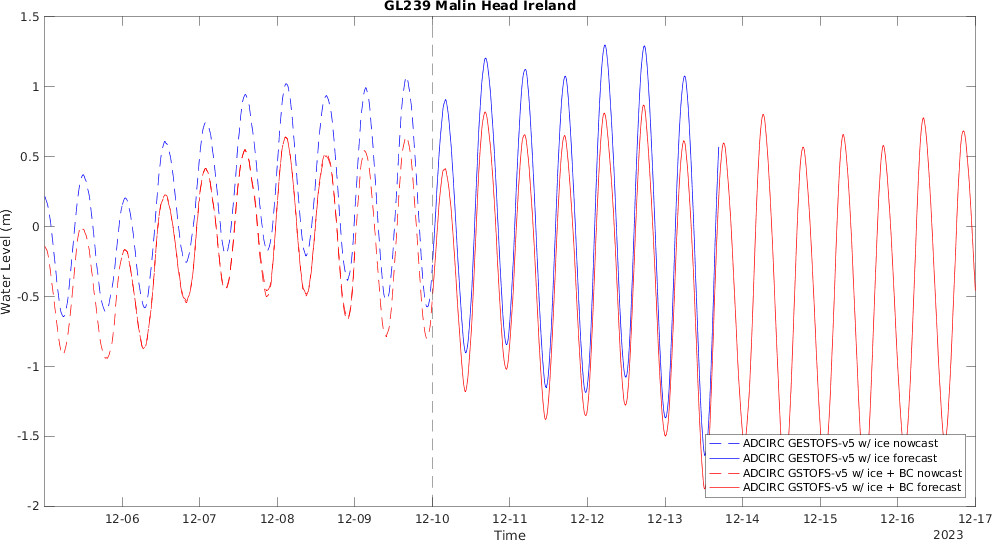 GL239 Malin Head Ireland
1.5
1
0.5
0
-0.5
-1
-1.5
-2
Water Level (m)
ADCIRC GESTOFS-v5 w/ ice nowcast
ADCIRC GESTOFS-v5 w/ ice forecast
ADCIRC GSTOFS-v5 w/ ice + BC nowcast
ADCIRC GSTOFS-v5 w/ ice + BC forecast
12-06 12-07 12-08 12-09 12-10 12-11 12-12 12-13 12-14 12-15 12-16 12-17
Time
2023